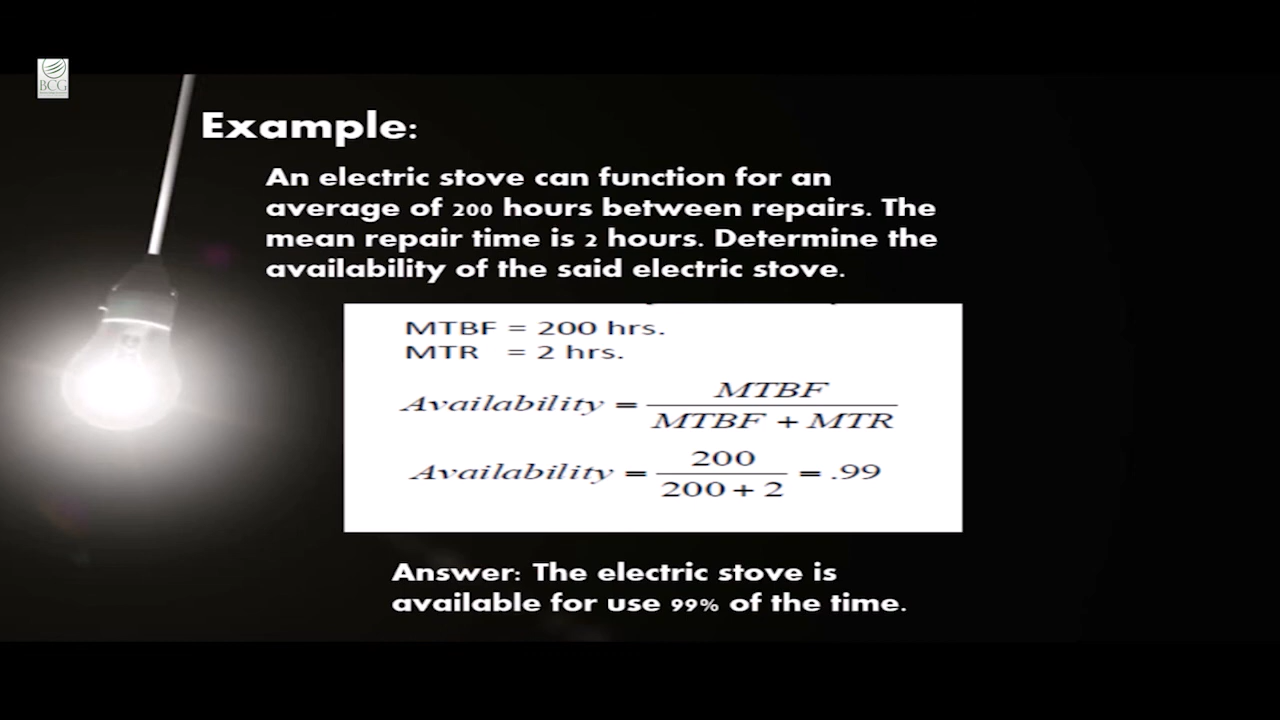 BCG
Example:
An electric stove can function for an
average of 200 hours between repairs. The
mean repair time is 2 hours. Determine the
availability of the said electric stove.
MTBF = 200 hrs.
MTR = 2 hrs.
Availability = MTBF / MTBF + MTR
Availability = 200 / 200 + 2 = .99
Answer: The electric stove is
available for use 99% of the time.